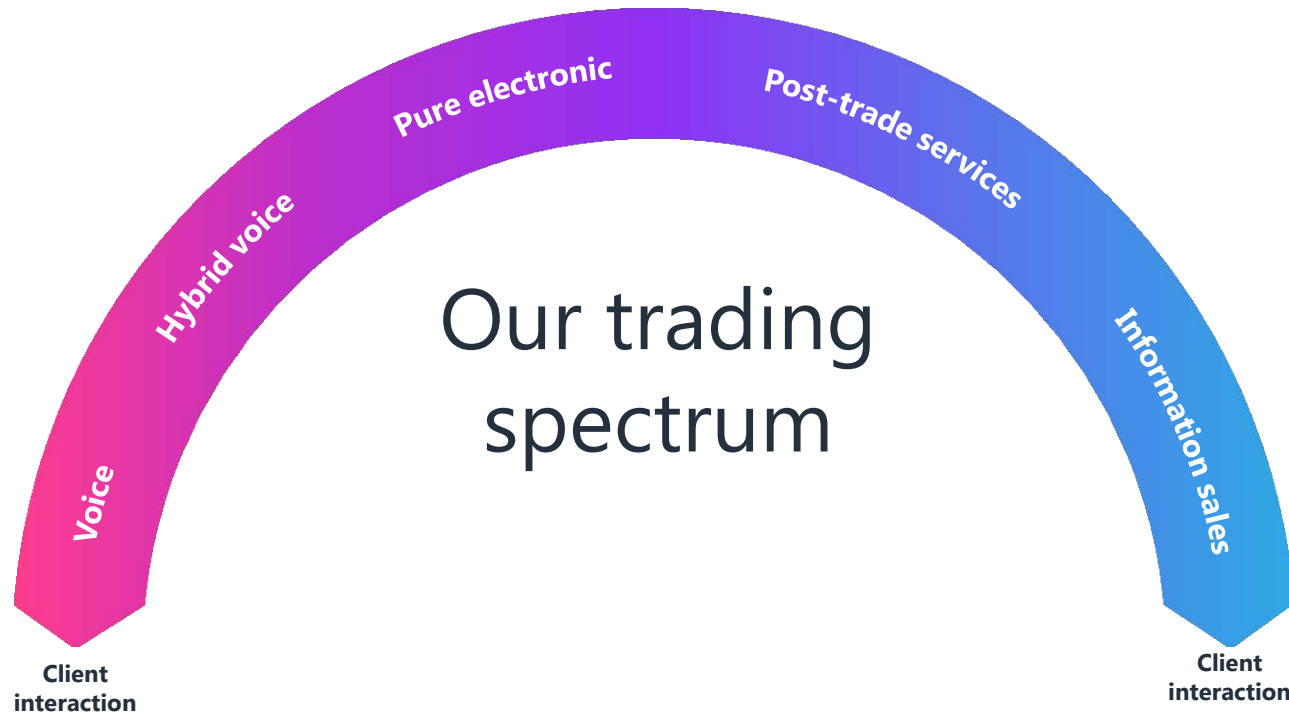 Pure electronic
Post-trade services
Hybrid voice
Our trading
spectrum
Information sales
Voice
Client
interaction
Client
interaction